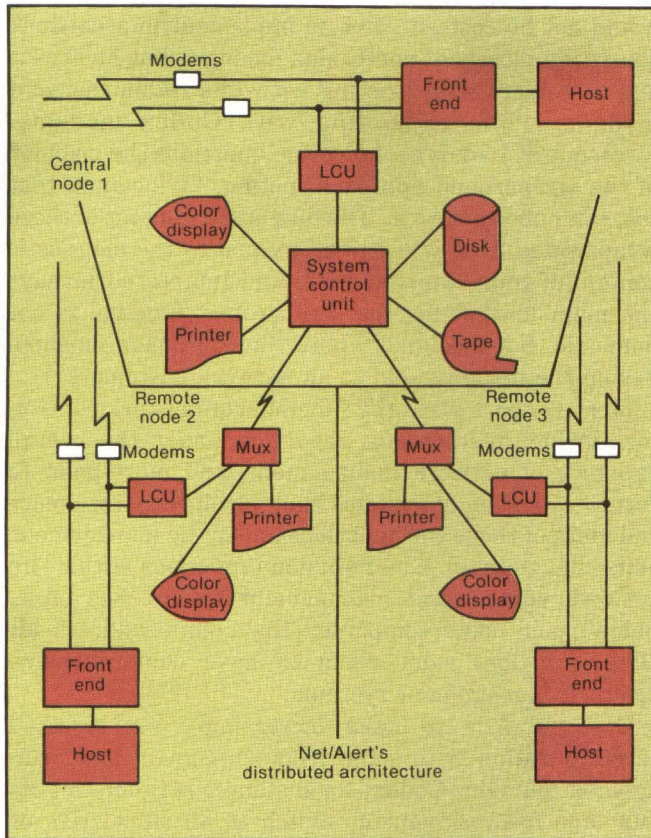 Modems
Front
end
Host
Central
node 1
LCU
Color
display
Disk
System
control
unit
Printer
Tape
Remote
node 2
Remote
node 3
Modems
Mux
Mux
Modems
LCU
Printer
Printer
LCU
Color
display
Color
display
Front
end
Front
end
Host
Net/Alert's
distributed architecture
Host